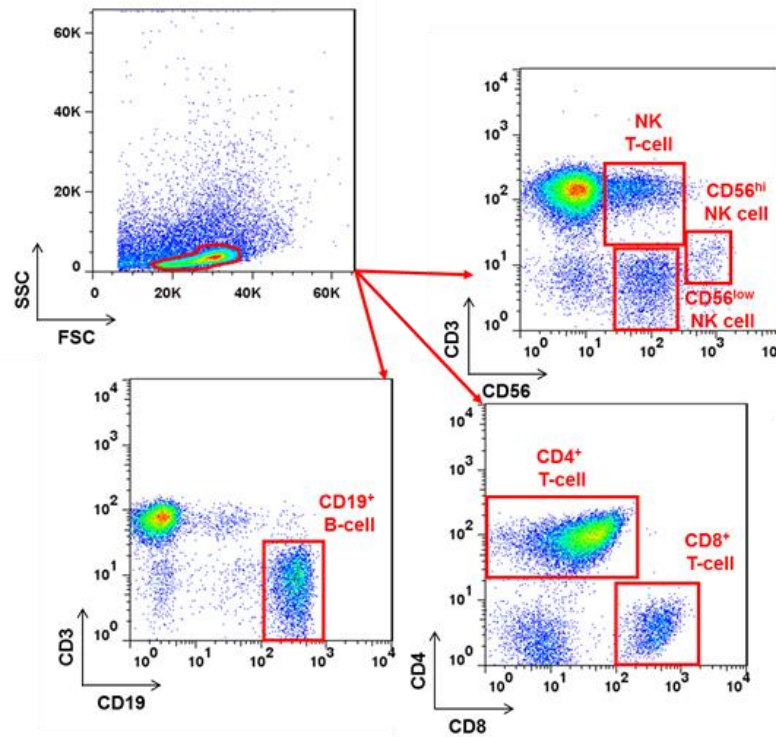 60K
40K
20K
0
0
20K
40K
60K
SSC
FSC
10⁴
10³
10²
10¹
10⁰
10⁰
10¹
10²
10³
CD3
CD56
NK
T-cell
CD56ʰⁱ
NK cell
CD56ˡᵒʷ
NK cell
10⁴
10³
10²
10¹
10⁰
10⁰
10¹
10²
10³
10⁴
CD3
CD19
CD19⁺
B-cell
10⁴
10³
10²
10¹
10⁰
10⁰
10¹
10²
10³
10⁴
CD4
CD8
CD4⁺
T-cell
CD8⁺
T-cell